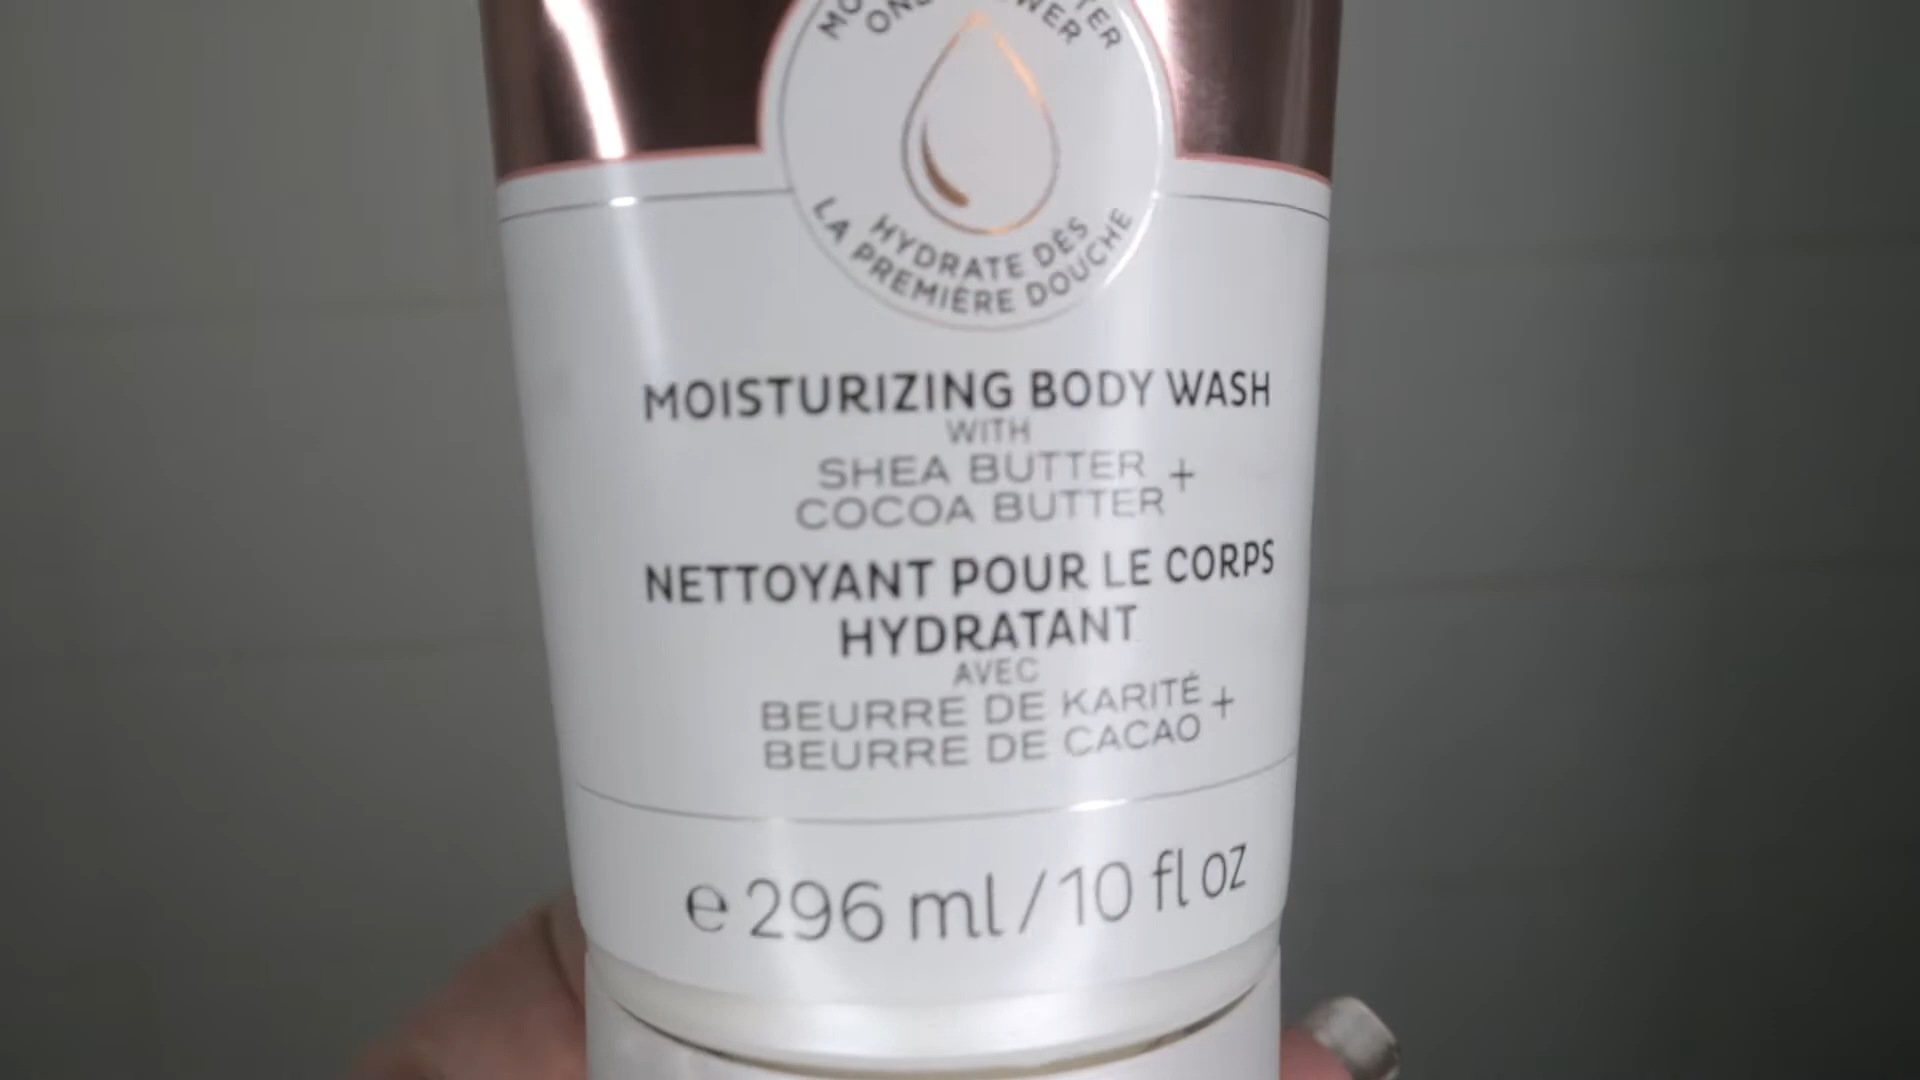 HYDRATE DÈS
LA PREMIÈRE DOUCHE
MOISTURIZING BODY WASH
WITH
SHEA BUTTER +
COCOA BUTTER
NETTOYANT POUR LE CORPS
HYDRATANT
AVEC
BEURRE DE KARITÉ +
BEURRE DE CACAO
e 296 ml / 10 fl oz